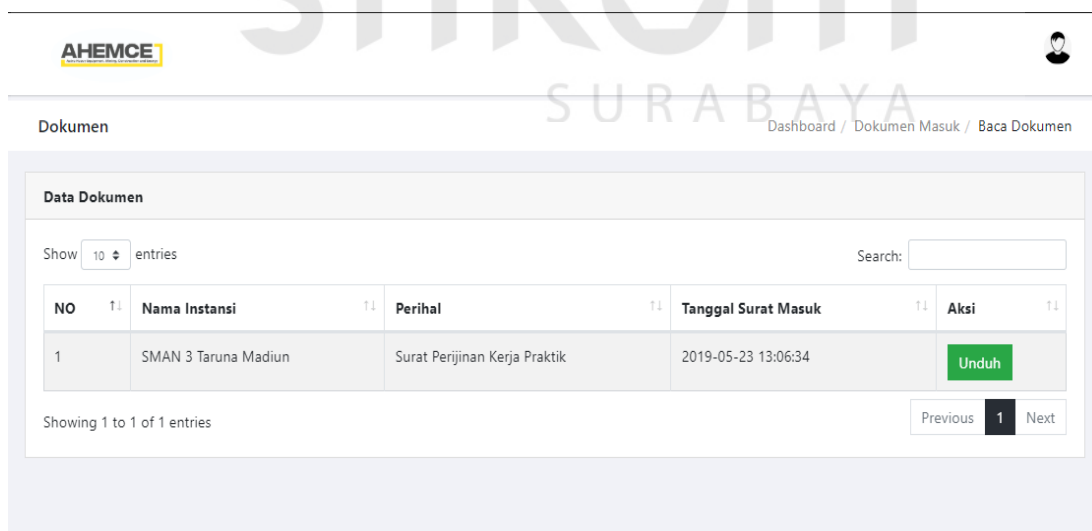 SURABAYA
AHEMCE
Dokumen
Dashboard / Dokumen Masuk / Baca Dokumen
Data Dokumen
Show 10 entries
Search:
NO Nama Instansi Perihal Tanggal Surat Masuk Aksi
1 SMAN 3 Taruna Madiun Surat Perijinan Kerja Praktik 2019-05-23 13:06:34 Unduh
Showing 1 to 1 of 1 entries
Previous 1 Next